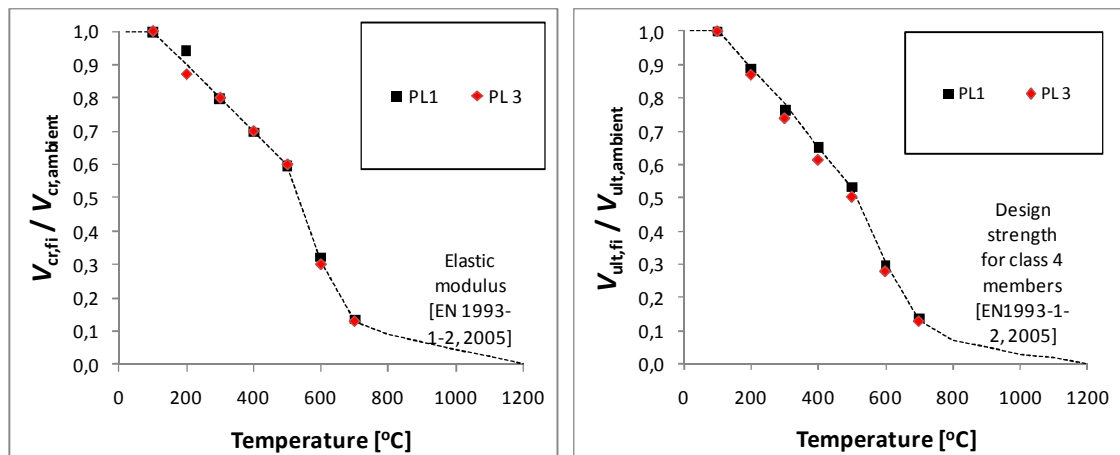 1,0
0,9
0,8
0,7
0,6
0,5
0,4
0,3
0,2
0,1
0,0
Vcr,fi / Vcr,ambient
PL1
PL 3
Elastic
modulus
[EN 1993-
1-2, 2005]
0
200
400
600
800
1000
1200
Temperature [oC]
1,0
0,9
0,8
0,7
0,6
0,5
0,4
0,3
0,2
0,1
0,0
Vult,fi / Vult,ambient
PL1
PL 3
Design
strength
for class 4
members
[EN1993-1-
2, 2005]
0
200
400
600
800
1000
1200
Temperature [oC]